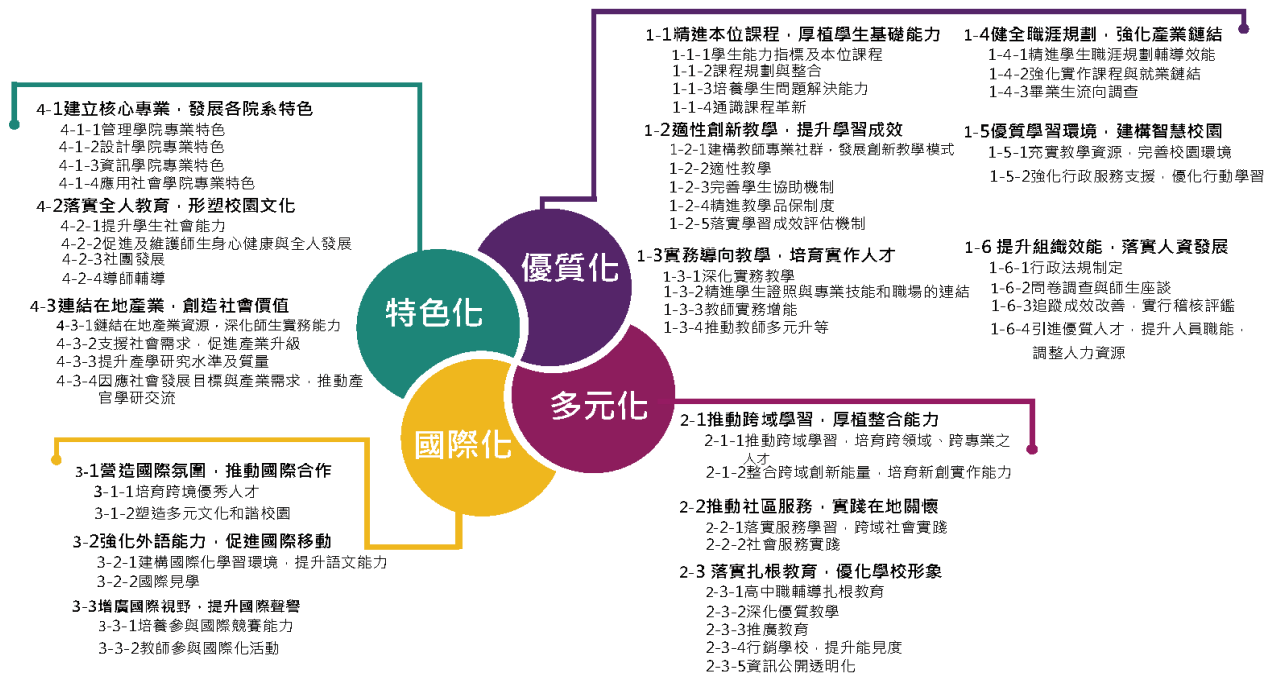 1-1精進本位課程，厚植學生基礎能力
1-1-1學生能力指標及本位課程
1-1-2課程規劃與整合
1-1-3培養學生問題解決能力
1-1-4通識課程革新
1-2適性創新教學，提升學習成效
1-2-1建構教師專業社群，發展創新教學模式
1-2-2適性教學
1-2-3完善學生協助機制
1-2-4精進教學品保制度
1-2-5落實學習成效評估機制
1-3實務導向教學，培育實作人才
1-3-1深化實務教學
1-3-2精進學生證照與專業技能和職場的連結
1-3-3教師實務增能
1-3-4推動教師多元升等
1-4健全職涯規劃，強化產業鏈結
1-4-1精進學生職涯規劃輔導效能
1-4-2強化實作課程與就業鏈結
1-4-3畢業生流向調查
1-5優質學習環境，建構智慧校園
1-5-1充實教學資源，完善校園環境
1-5-2強化行政服務支援，優化行動學習
1-6 提升組織效能，落實人資發展
1-6-1行政法規制定
1-6-2問卷調查與師生座談
1-6-3追蹤成效改善，實行稽核評鑑
1-6-4引進優質人才，提升人員職能，
調整人力資源
4-1建立核心專業，發展各院系特色
4-1-1管理學院專業特色
4-1-2設計學院專業特色
4-1-3資訊學院專業特色
4-1-4應用社會學院專業特色
4-2落實全人教育，形塑校園文化
4-2-1提升學生社會能力
4-2-2促進及維護師生身心健康與全人發展
4-2-3社團發展
4-2-4導師輔導
4-3連結在地產業，創造社會價值
4-3-1鏈結在地產業資源，深化師生實務能力
4-3-2支援社會需求，促進產業升級
4-3-3提升產學研究水準及質量
4-3-4因應社會發展目標與產業需求，推動產
官學研交流
優質化
特色化
多元化
國際化
3-1營造國際氛圍，推動國際合作
3-1-1培育跨境優秀人才
3-1-2塑造多元文化和諧校園
3-2強化外語能力，促進國際移動
3-2-1建構國際化學習環境，提升語文能力
3-2-2國際見學
3-3增廣國際視野，提升國際聲譽
3-3-1培養參與國際競賽能力
3-3-2教師參與國際化活動
2-1推動跨域學習，厚植整合能力
2-1-1推動跨域學習，培育跨領域、跨專業之
人才
2-1-2整合跨域創新能量，培育新創實作能力
2-2推動社區服務，實踐在地關懷
2-2-1落實服務學習，跨域社會實踐
2-2-2社會服務實踐
2-3 落實扎根教育，優化學校形象
2-3-1高中職輔導扎根教育
2-3-2深化優質教學
2-3-3推廣教育
2-3-4行銷學校，提升能見度
2-3-5資訊公開透明化